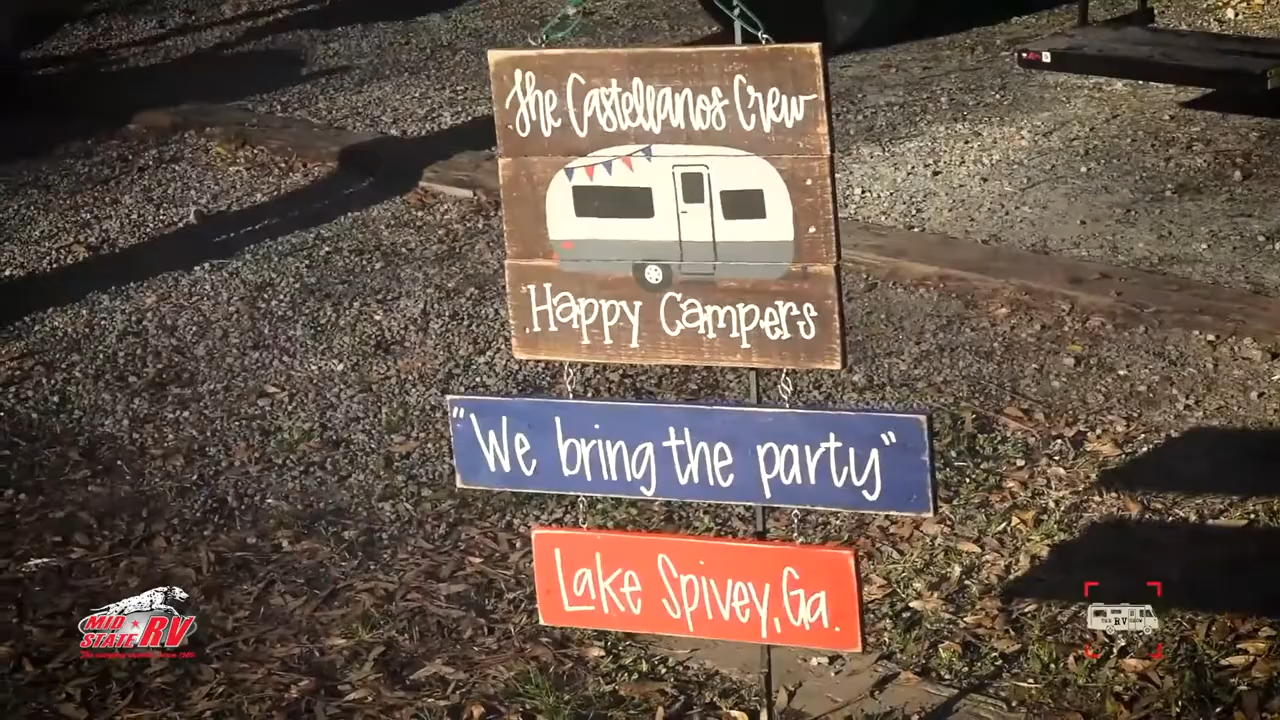 The Castellanos Crew
Happy Campers
"We bring the party"
Lake Spivey, Ga.
MID
STATE RV
THE RV SHOW